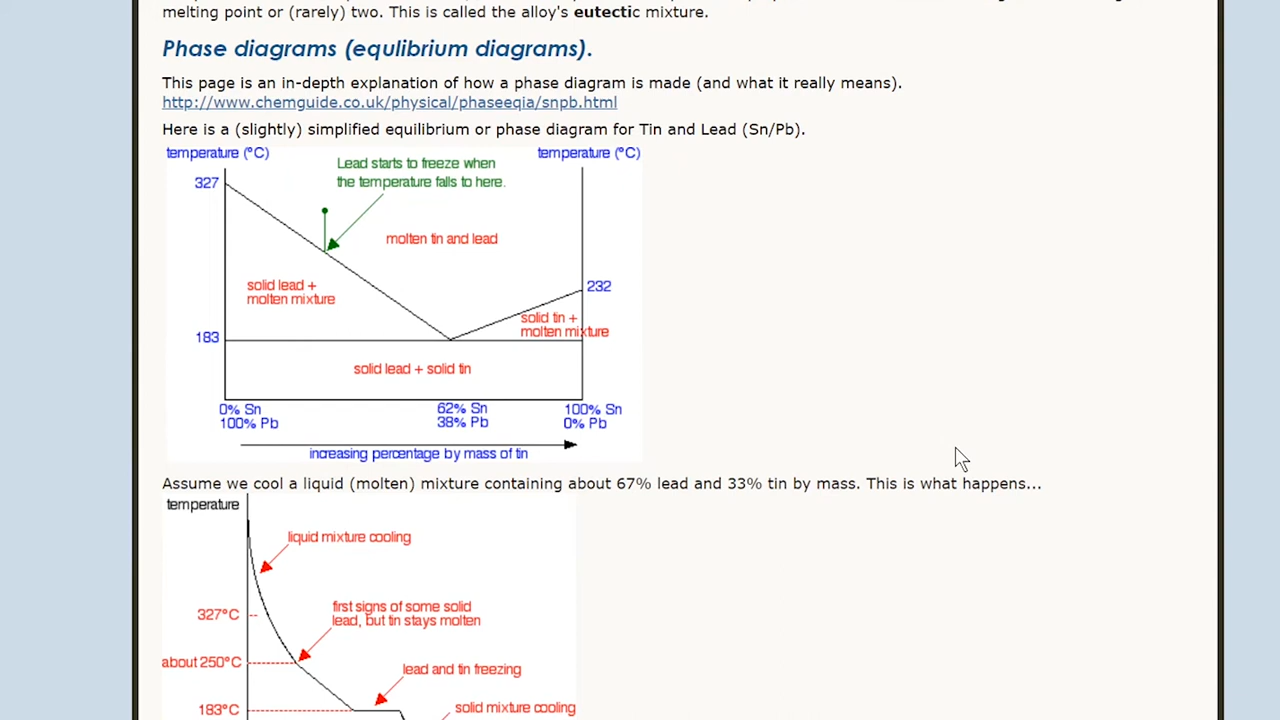 melting point or (rarely) two. This is called the alloy's eutectic mixture.
Phase diagrams (equlibrium diagrams).
This page is an in-depth explanation of how a phase diagram is made (and what it really means).
http://www.chemguide.co.uk/physical/phaseeqia/snpb.html
Here is a (slightly) simplified equilibrium or phase diagram for Tin and Lead (Sn/Pb).
temperature (°C)
temperature (°C)
Lead starts to freeze when
the temperature falls to here.
327
molten tin and lead
solid lead +
molten mixture
232
solid tin +
molten mixture
183
solid lead + solid tin
0% Sn
100% Pb
62% Sn
38% Pb
100% Sn
0% Pb
increasing percentage by mass of tin
Assume we cool a liquid (molten) mixture containing about 67% lead and 33% tin by mass. This is what happens...
temperature
liquid mixture cooling
327°C
first signs of some solid
lead, but tin stays molten
about 250°C
lead and tin freezing
183°C
solid mixture cooling